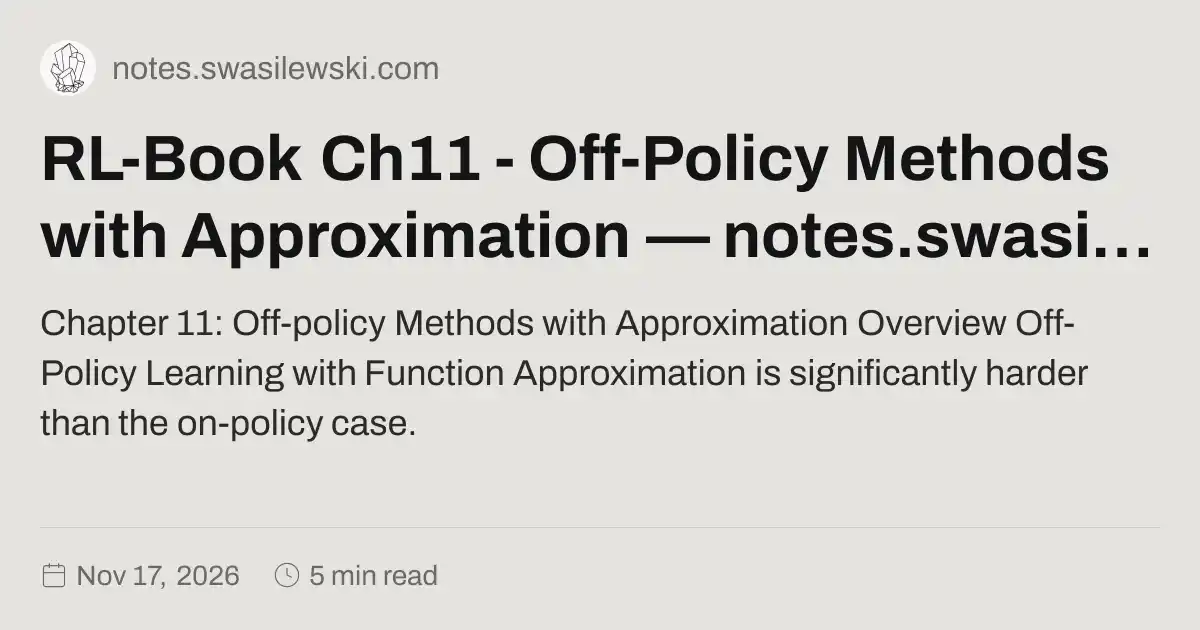 notes.swasilewski.com
RL-Book Ch11 - Off-Policy Methods
with Approximation — notes.swasi...
Chapter 11: Off-policy Methods with Approximation Overview Off-
Policy Learning with Function Approximation is significantly harder
than the on-policy case.
Nov 17, 2026 5 min read